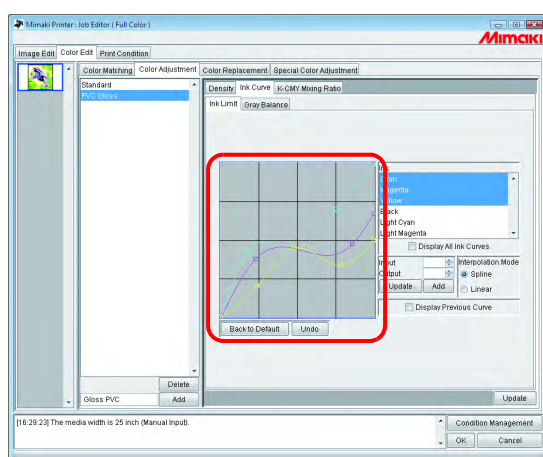 Mimaki Printer : Job Editor ( Full Color )
Mimaki
Image Edit Color Edit Print Condition
Color Matching Color Adjustment Color Replacement Special Color Adjustment
Standard
PVC Gloss
Density Ink Curve K-CMY Mixing Ratio
Ink Limit Gray Balance
Ink
Cyan
Magenta
Yellow
Black
Light Cyan
Light Magenta
Display All Ink Curves
Input
Output
Interpolation Mode
Spline
Linear
Update Add
Display Previous Curve
Back to Default Undo
Delete
Gloss PVC Add
Update
[16:29:23] The media width is 25 inch (Manual Input).
Condition Management
OK Cancel